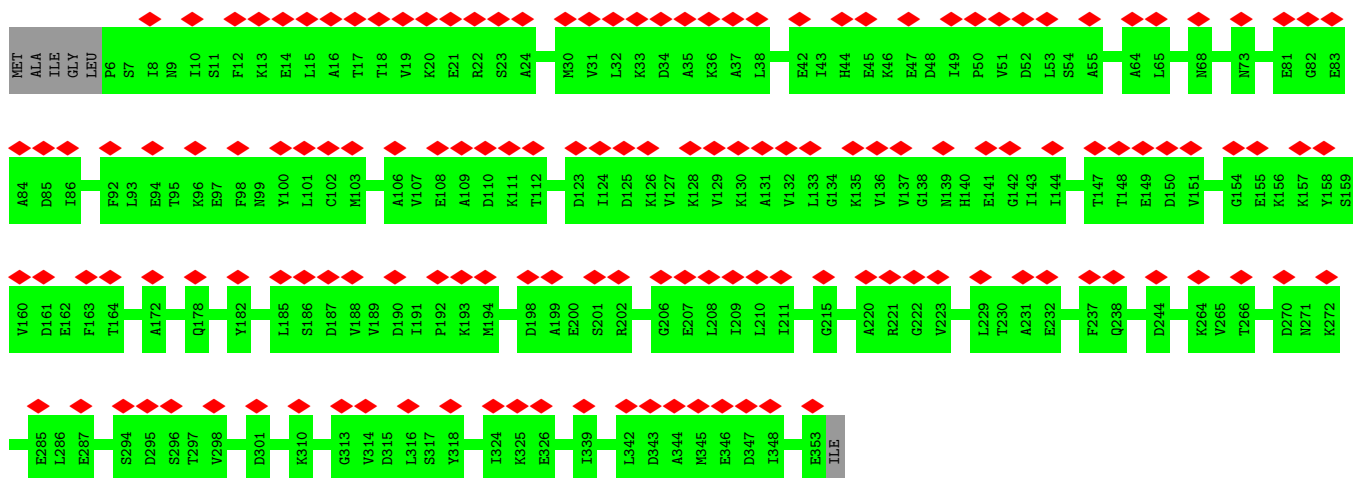 MET ALA ILE GLY LEU P6 S7 I8 N9 I10 S11 F12 K13 E14 L15 A16 T17 T18 V19 K20 E21 R22 S23 A24 M30 V31 L32 K33 D34 A35 K36 A37 L38 E42 I43 H44 E45 K46 E47 D48 I49 P50 V51 D52 L53 S54 A55 A64 L65 N68 N73 E81 G82 E83
A84 D85 I86 F92 L93 E94 T95 K96 E97 F98 N99 Y100 L101 C102 M103 A106 V107 E108 A109 D110 K111 T112 D123 I124 D125 K126 V127 K128 V129 K130 A131 V132 L133 G134 K135 V136 V137 G138 N139 H140 E141 G142 I143 I144 T147 T148 E149 D150 V151 G154 E155 K156 K157 Y158 S159
V160 D161 E162 F163 T164 A172 Q178 Y182 L185 S186 D187 V188 V189 D190 I191 P192 K193 M194 D198 A199 E200 S201 R202 G206 E207 L208 I209 L210 I211 G215 A220 R221 G222 V223 L229 T230 A231 E232 F237 Q238 D244 K264 V265 T266 D270 N271 K272
E285 L286 E287 S294 D295 S296 T297 V298 D301 K310 G313 V314 D315 L316 S317 Y318 I324 K325 E326 I339 L342 D343 A344 M345 E346 D347 I348 E353 ILE